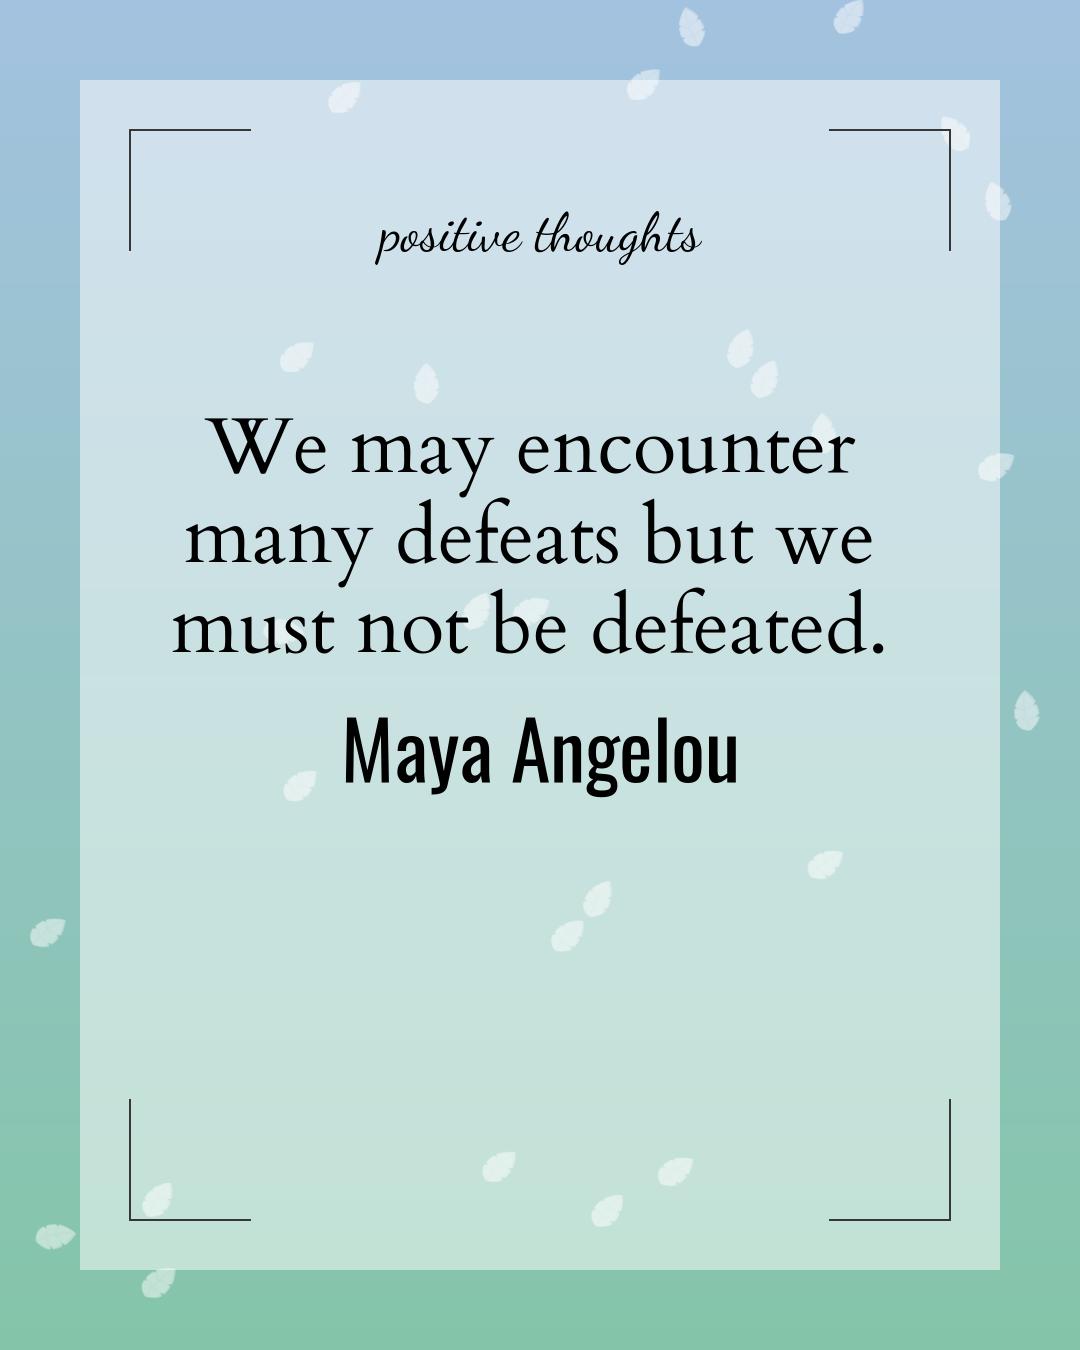 positive thoughts
We may encounter
many defeats but we
must not be defeated.
Maya Angelou